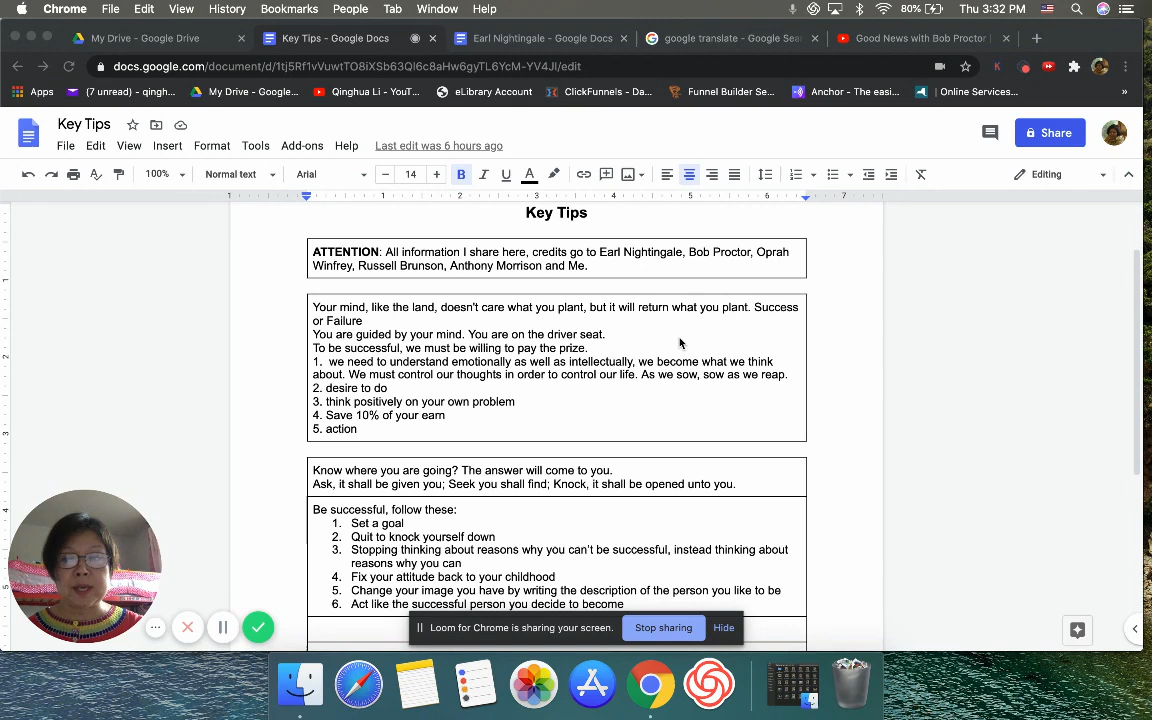 Chrome File Edit View History Bookmarks People Tab Window Help 80% Thu 3:32 PM
My Drive - Google Drive Key Tips - Google Docs Earl Nightingale - Google Docs google translate - Google Sea Good News with Bob Proctor
docs.google.com/document/d/1tj5Rf1vVuwtTO8iXSb63Ql6c8aHw6gyTL6YcM-YV4JI/edit
Apps (7 unread) - qingh... My Drive - Google... Qinghua Li - YouT... eLibrary Account ClickFunnels - Da... Funnel Builder Se... Anchor - The easi... | Online Services... »
Key Tips
Share
File Edit View Insert Format Tools Add-ons Help Last edit was 6 hours ago
100% Normal text Arial 14 B I U A Editing
1 1 2 3 4 5 6 7
Key Tips
ATTENTION: All information I share here, credits go to Earl Nightingale, Bob Proctor, Oprah
Winfrey, Russell Brunson, Anthony Morrison and Me.
Your mind, like the land, doesn't care what you plant, but it will return what you plant. Success
or Failure
You are guided by your mind. You are on the driver seat.
To be successful, we must be willing to pay the prize.
1. we need to understand emotionally as well as intellectually, we become what we think
about. We must control our thoughts in order to control our life. As we sow, sow as we reap.
2. desire to do
3. think positively on your own problem
4. Save 10% of your earn
5. action
Know where you are going? The answer will come to you.
Ask, it shall be given you; Seek you shall find; Knock, it shall be opened unto you.
Be successful, follow these:
1. Set a goal
2. Quit to knock yourself down
3. Stopping thinking about reasons why you can't be successful, instead thinking about
reasons why you can
4. Fix your attitude back to your childhood
5. Change your image you have by writing the description of the person you like to be
6. Act like the successful person you decide to become
Loom for Chrome is sharing your screen. Stop sharing Hide